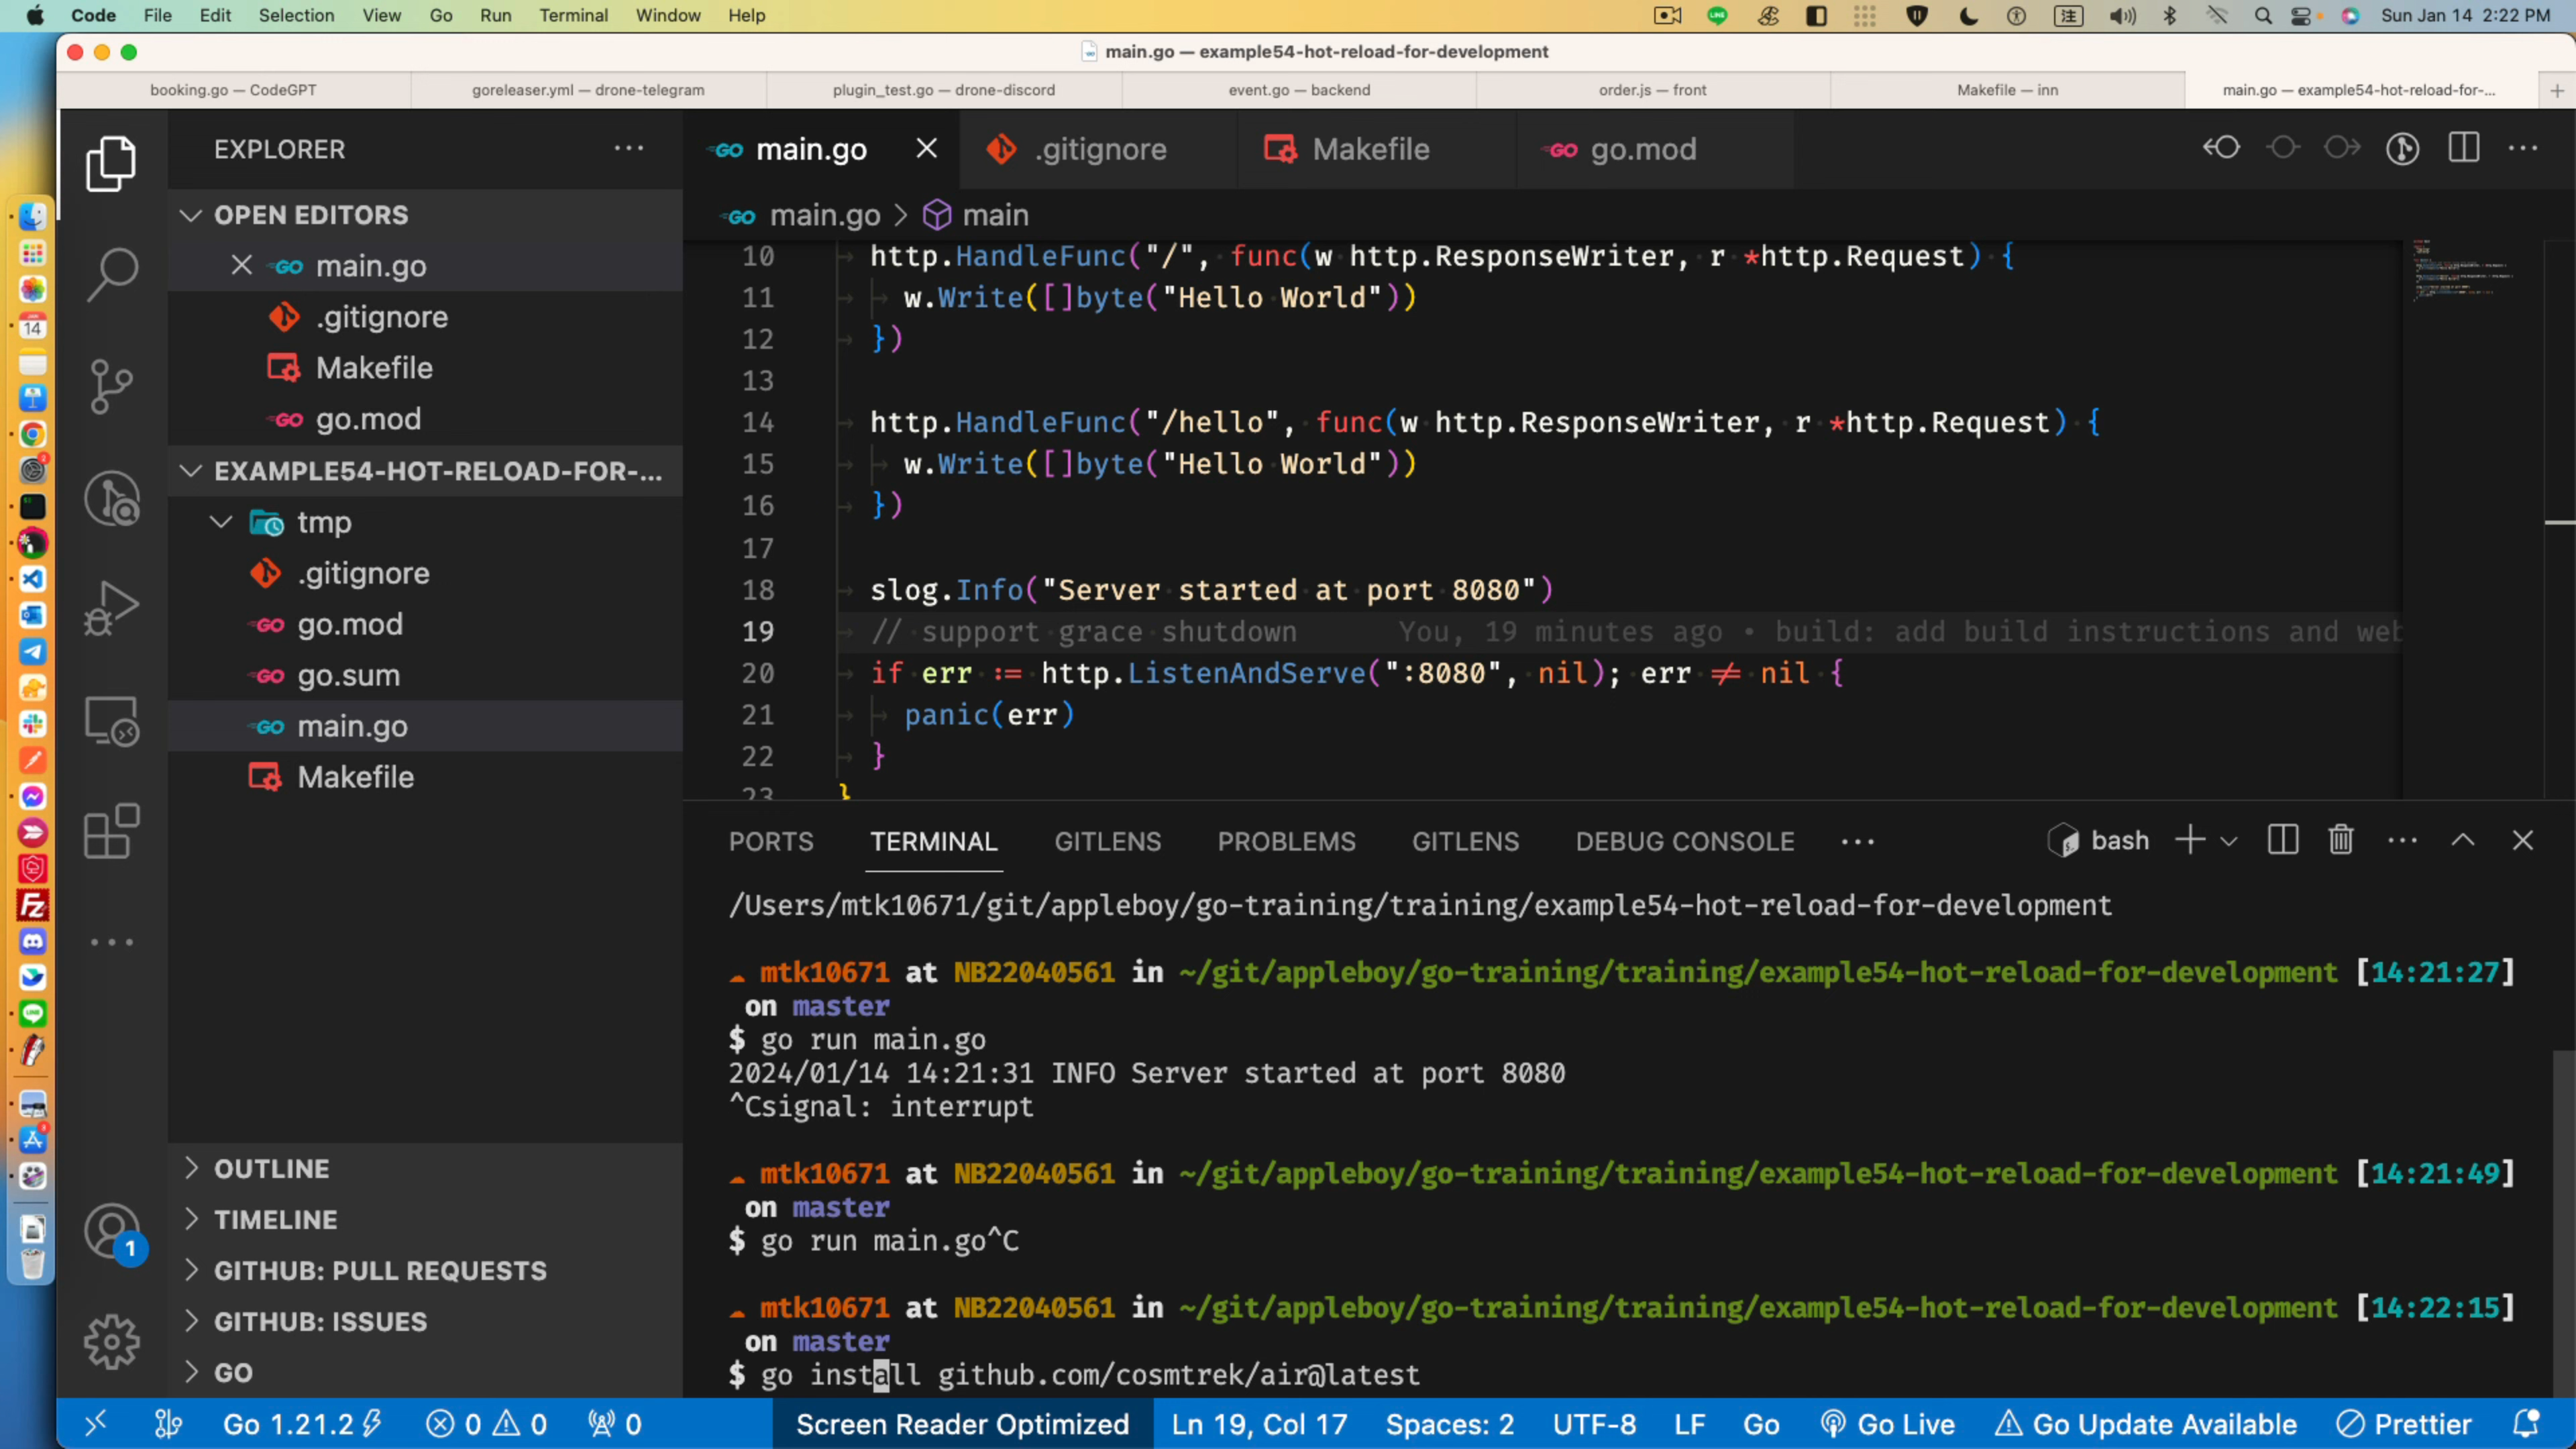 Code File Edit Selection View Go Run Terminal Window Help Sun Jan 14 2:22 PM
main.go — example54-hot-reload-for-development
booking.go — CodeGPT goreleaser.yml — drone-telegram plugin_test.go — drone-discord event.go — backend order.js — front Makefile — inn main.go — example54-hot-reload-for-...
EXPLORER
OPEN EDITORS
main.go
.gitignore
Makefile
go.mod
EXAMPLE54-HOT-RELOAD-FOR-...
tmp
.gitignore
go.mod
go.sum
main.go
Makefile
OUTLINE
TIMELINE
GITHUB: PULL REQUESTS
GITHUB: ISSUES
GO
main.go .gitignore Makefile go.mod
main.go > main
10 http.HandleFunc("/", func(w http.ResponseWriter, r *http.Request) {
11 w.Write([]byte("Hello World"))
12 })
13
14 http.HandleFunc("/hello", func(w http.ResponseWriter, r *http.Request) {
15 w.Write([]byte("Hello World"))
16 })
17
18 slog.Info("Server started at port 8080")
19 // support grace shutdown You, 19 minutes ago • build: add build instructions and web
20 if err := http.ListenAndServe(":8080", nil); err ≠ nil {
21 panic(err)
22 }
23 }
PORTS TERMINAL GITLENS PROBLEMS GITLENS DEBUG CONSOLE ... bash
/Users/mtk10671/git/appleboy/go-training/training/example54-hot-reload-for-development
mtk10671 at NB22040561 in ~/git/appleboy/go-training/training/example54-hot-reload-for-development [14:21:27]
on master
$ go run main.go
2024/01/14 14:21:31 INFO Server started at port 8080
^Csignal: interrupt
mtk10671 at NB22040561 in ~/git/appleboy/go-training/training/example54-hot-reload-for-development [14:21:49]
on master
$ go run main.go^C
mtk10671 at NB22040561 in ~/git/appleboy/go-training/training/example54-hot-reload-for-development [14:22:15]
on master
$ go install github.com/cosmtrek/air@latest
Go 1.21.2 0 0 0 Screen Reader Optimized Ln 19, Col 17 Spaces: 2 UTF-8 LF Go Go Live Go Update Available Prettier